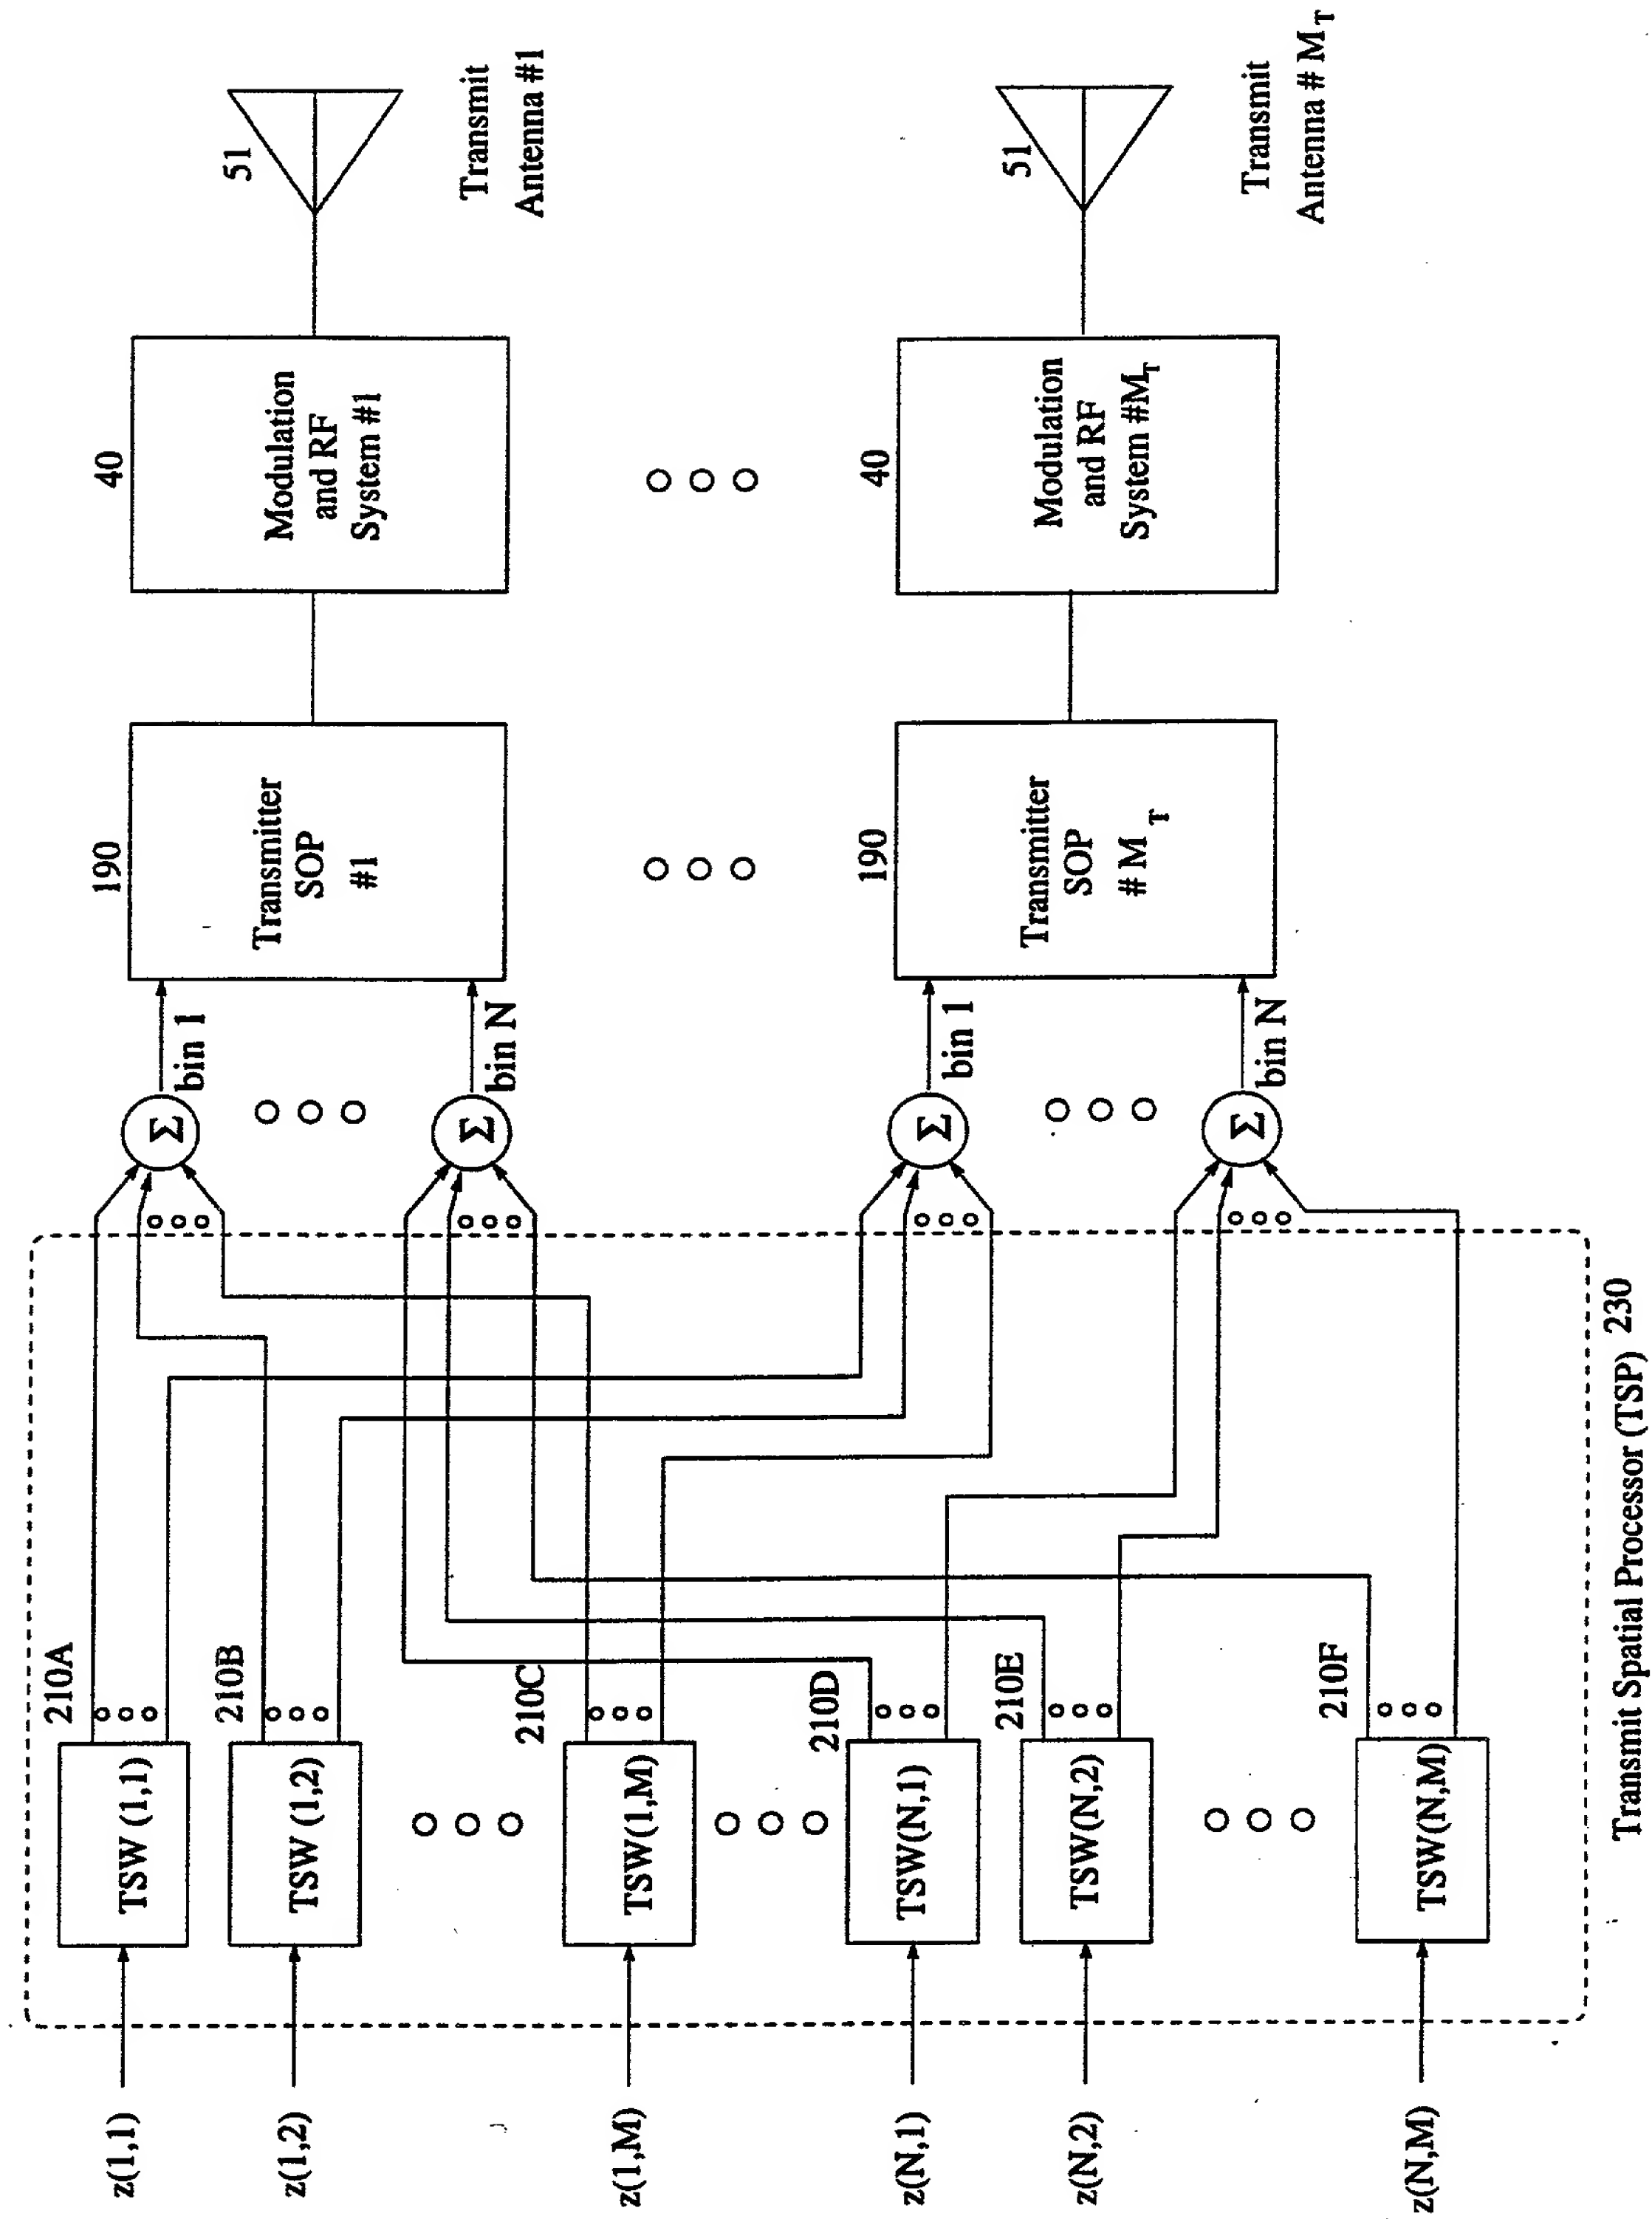 z(1,1)
z(1,2)
z(1,M)
z(N,1)
z(N,2)
z(N,M)
TSW (1,1)
TSW (1,2)
TSW(1,M)
TSW(N,1)
TSW(N,2)
TSW(N,M)
210A
210B
210C
210D
210E
210F
Transmit Spatial Processor (TSP) 230
Σ
bin 1
Σ
bin N
Σ
bin 1
Σ
bin N
190
Transmitter
SOP
#1
190
Transmitter
SOP
# M T
40
Modulation
and RF
System #1
40
Modulation
and RF
System #MT
51
Transmit
Antenna #1
51
Transmit
Antenna # MT